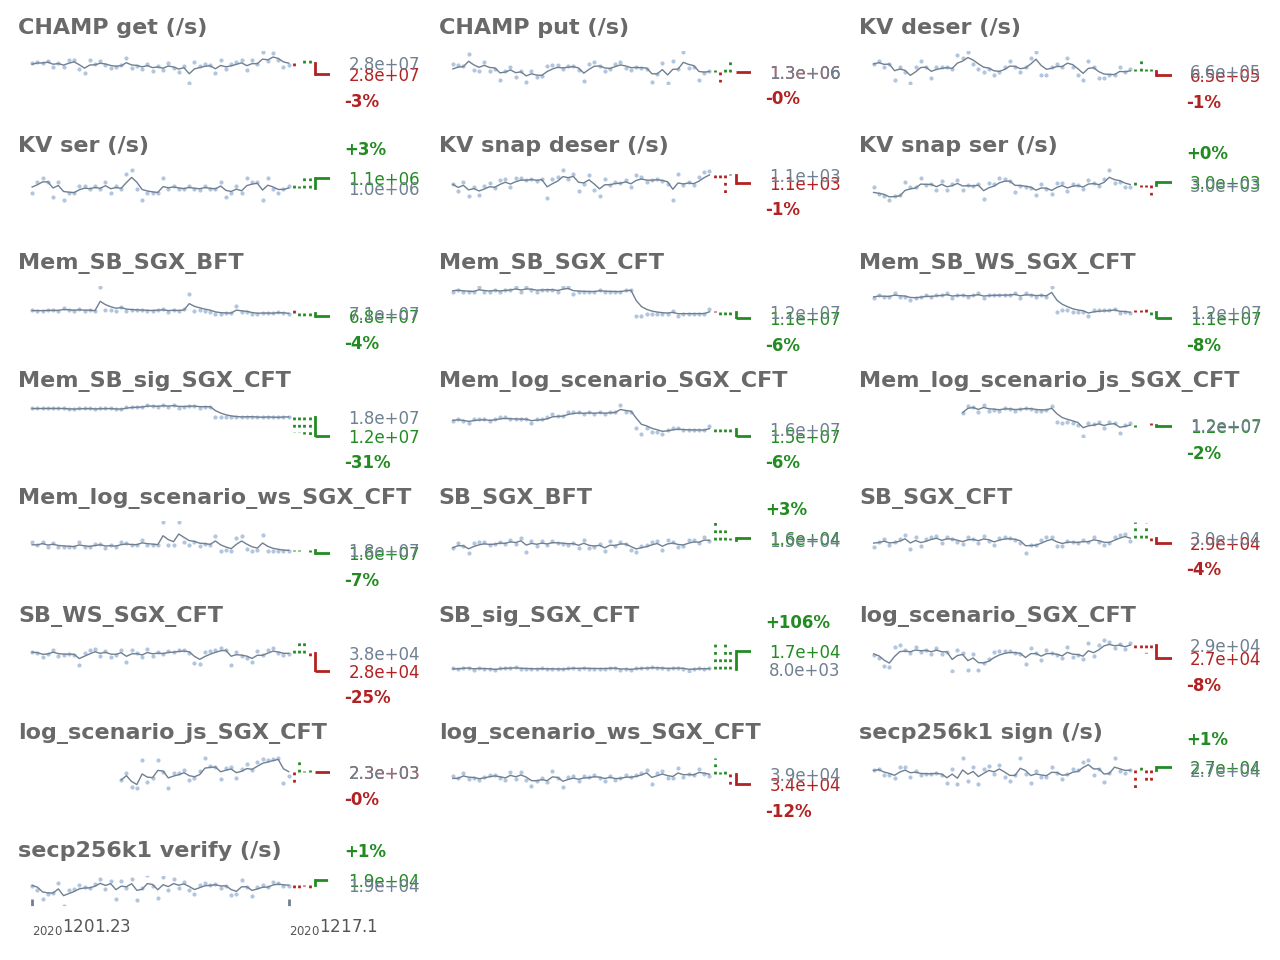 CHAMP get (/s)
2.8e+07
2.8e+07
-3%
CHAMP put (/s)
1.3e+06
-0%
KV deser (/s)
6.6e+05
6.5e+05
-1%
KV ser (/s)
+3%
1.1e+06
1.0e+06
KV snap deser (/s)
1.1e+03
1.1e+03
-1%
KV snap ser (/s)
+0%
3.0e+03
3.0e+03
Mem_SB_SGX_BFT
7.1e+07
6.8e+07
-4%
Mem_SB_SGX_CFT
1.2e+07
1.1e+07
-6%
Mem_SB_WS_SGX_CFT
1.2e+07
1.1e+07
-8%
Mem_SB_sig_SGX_CFT
1.8e+07
1.2e+07
-31%
Mem_log_scenario_SGX_CFT
1.6e+07
1.5e+07
-6%
Mem_log_scenario_js_SGX_CFT
1.2e+07
1.2e+07
-2%
Mem_log_scenario_ws_SGX_CFT
1.8e+07
1.6e+07
-7%
SB_SGX_BFT
+3%
1.6e+04
1.5e+04
SB_SGX_CFT
3.0e+04
2.9e+04
-4%
SB_WS_SGX_CFT
3.8e+04
2.8e+04
-25%
SB_sig_SGX_CFT
+106%
1.7e+04
8.0e+03
log_scenario_SGX_CFT
2.9e+04
2.7e+04
-8%
log_scenario_js_SGX_CFT
2.3e+03
-0%
log_scenario_ws_SGX_CFT
3.9e+04
3.4e+04
-12%
secp256k1 sign (/s)
+1%
2.7e+04
2.7e+04
secp256k1 verify (/s)
+1%
1.9e+04
1.9e+04
20201201.23
20201217.1